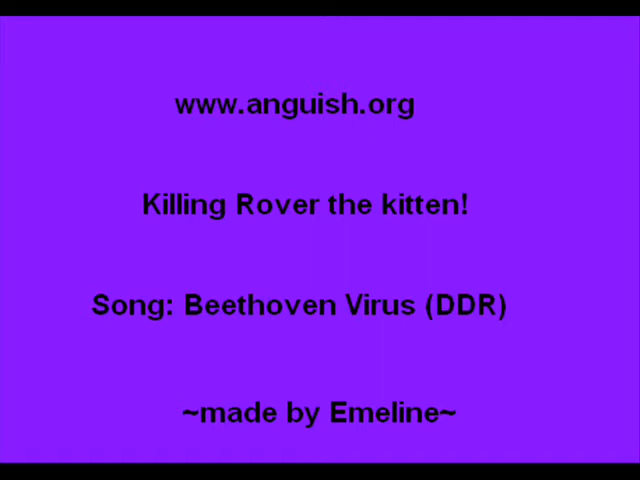 www.anguish.org
Killing Rover the kitten!
Song: Beethoven Virus (DDR)
~made by Emeline~